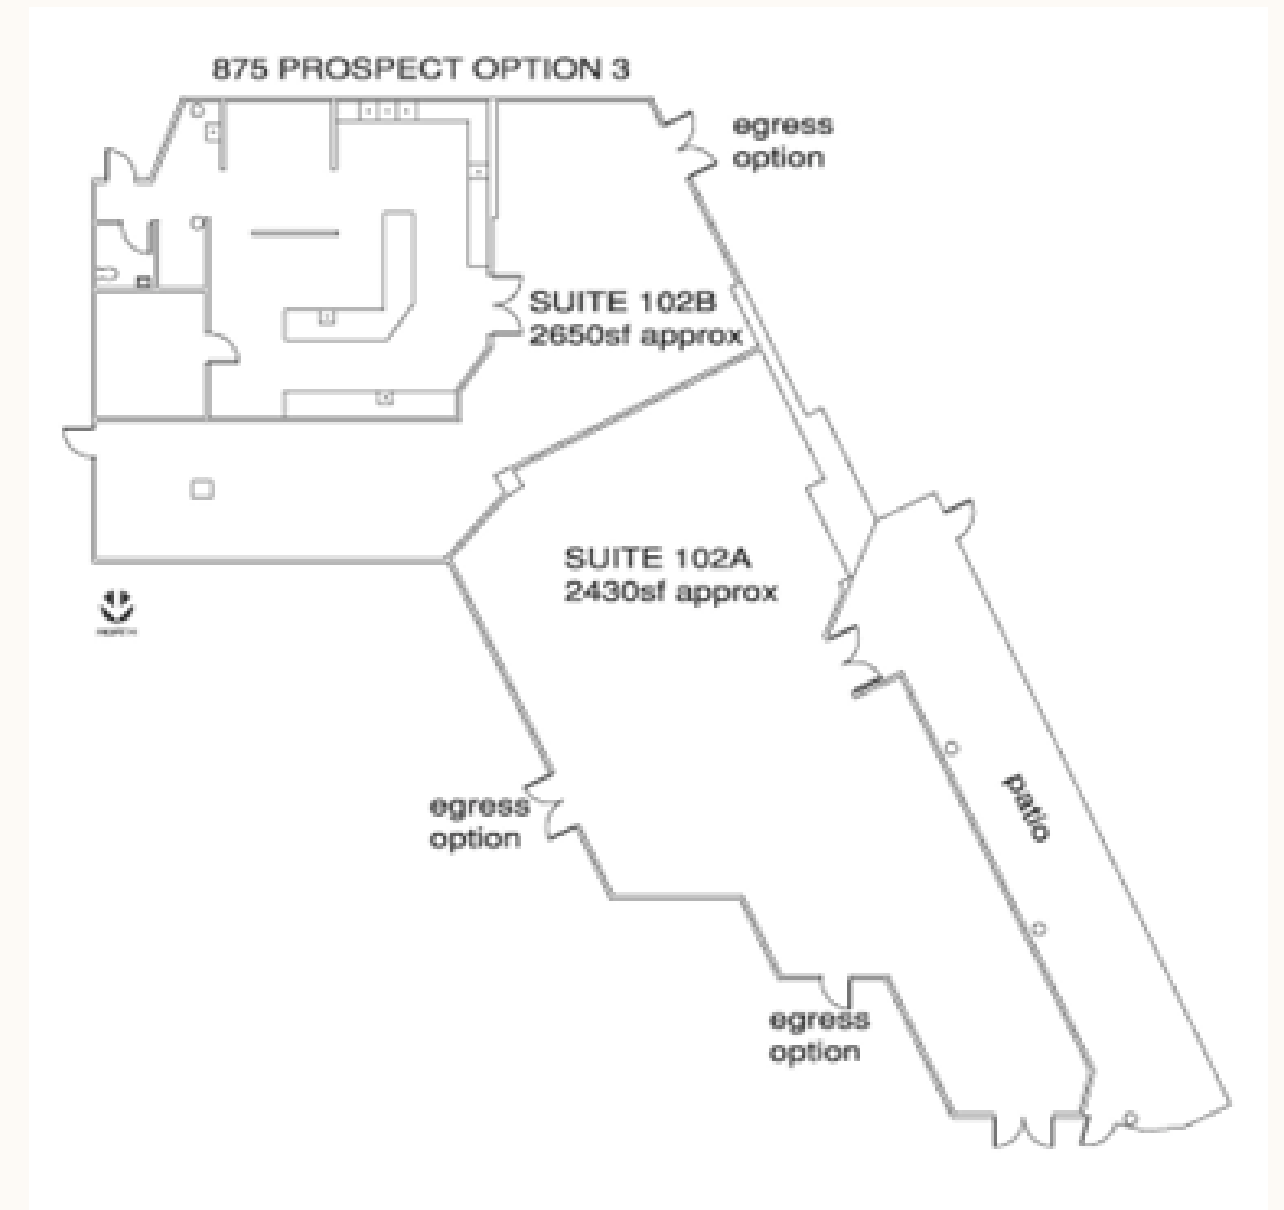 875 PROSPECT OPTION 3
egress
option
SUITE 102B
2650sf approx
SUITE 102A
2430sf approx
NORTH
egress
option
patio
egress
option